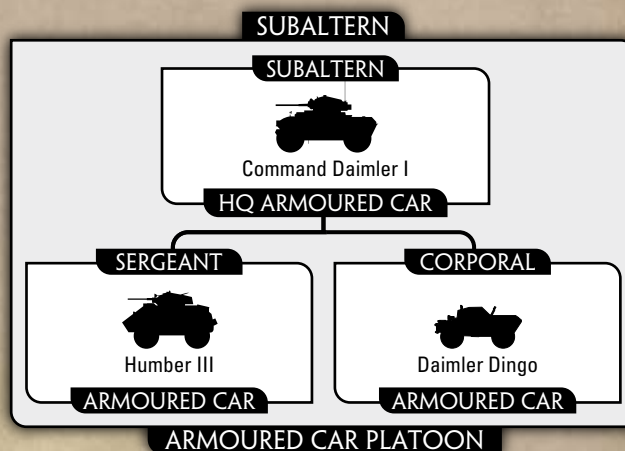 SUBALTERN
SUBALTERN
Command Daimler I
HQ ARMOURED CAR
SERGEANT
Humber III
ARMOURED CAR
CORPORAL
Daimler Dingo
ARMOURED CAR
ARMOURED CAR PLATOON